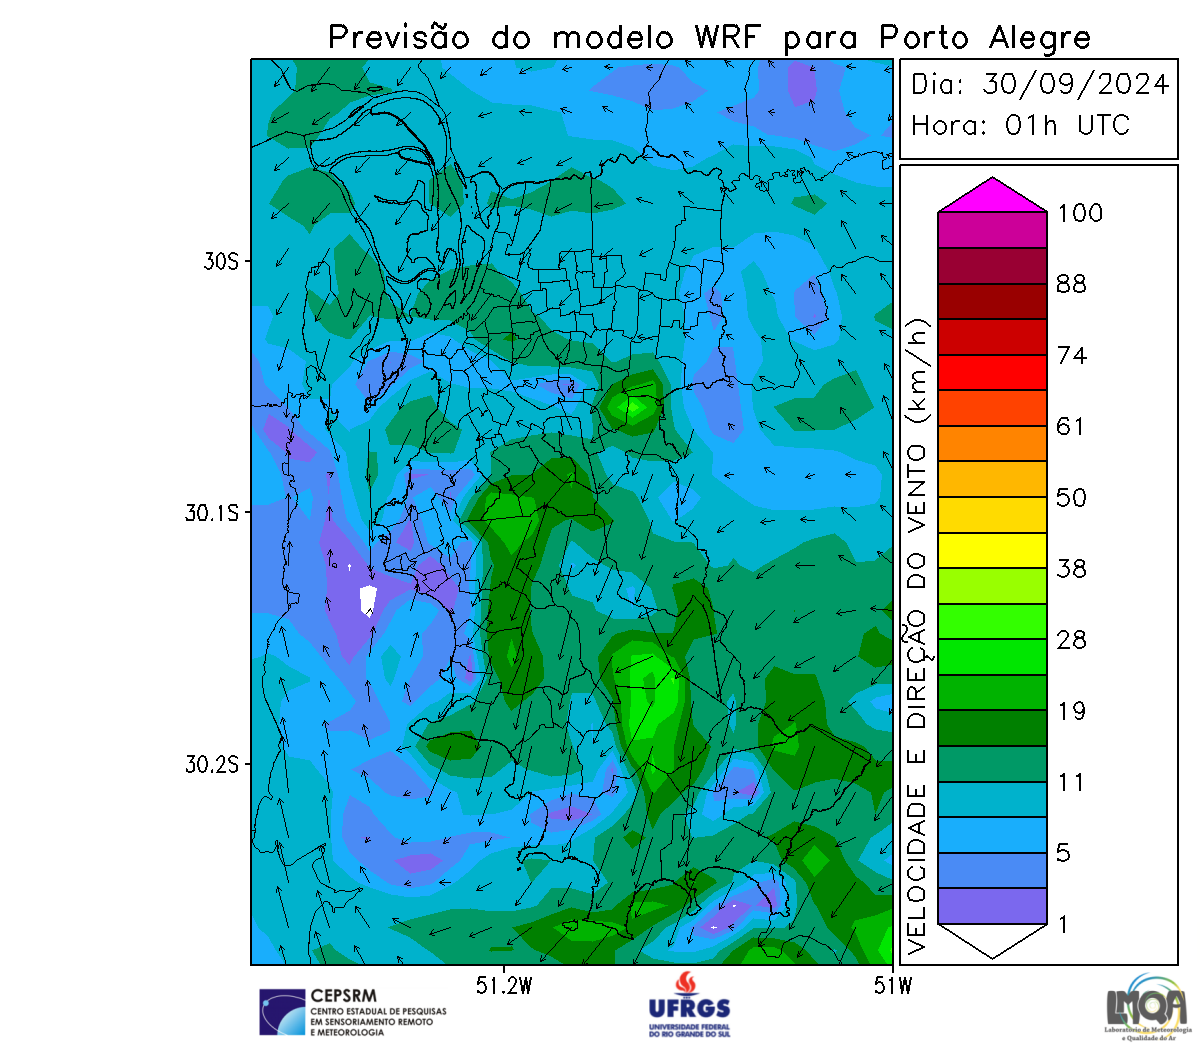 Previsão do modelo WRF para Porto Alegre
Dia: 30/09/2024
Hora: 01h UTC
30S
30.1S
30.2S
51.2W
51W
VELOCIDADE E DIREÇÃO DO VENTO (km/h)
100
88
74
61
50
38
28
19
11
5
1
CEPSRM
CENTRO ESTADUAL DE PESQUISAS
EM SENSORIAMENTO REMOTO
E METEOROLOGIA
UFRGS
UNIVERSIDADE FEDERAL
DO RIO GRANDE DO SUL
LMQA
Laboratório de Meteorologia
e Qualidade do Ar